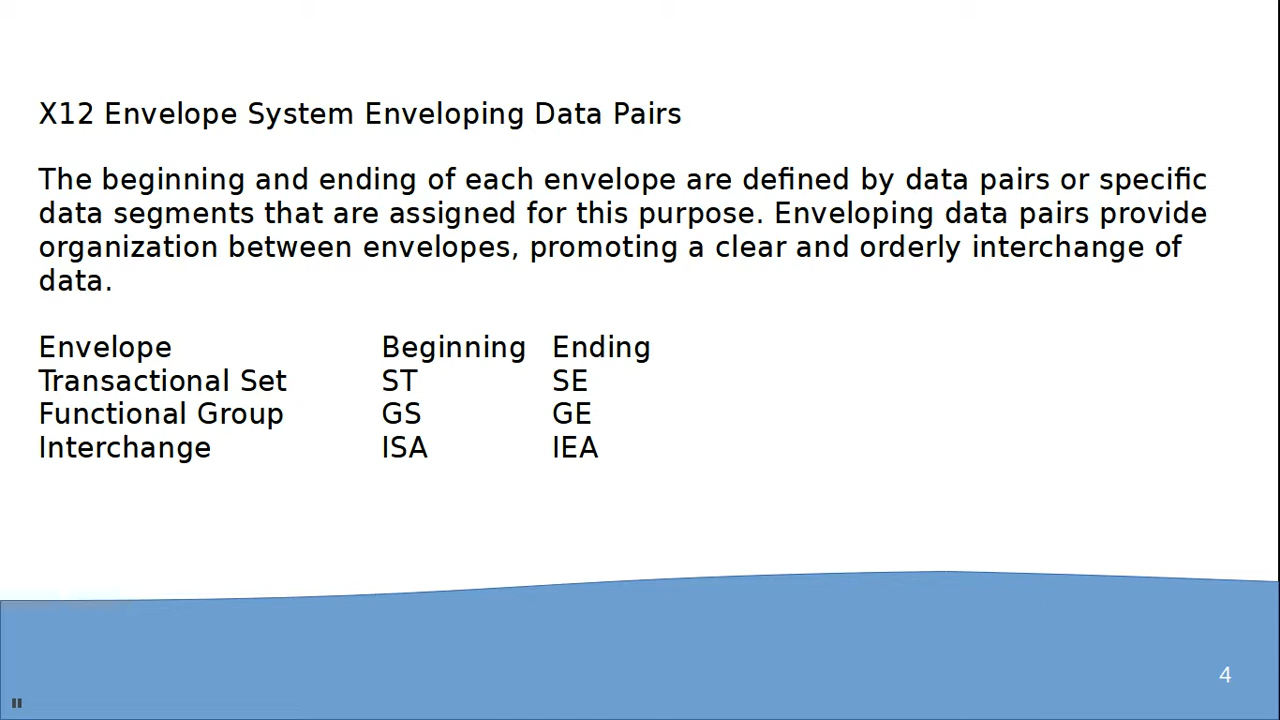 X12 Envelope System Enveloping Data Pairs
The beginning and ending of each envelope are defined by data pairs or specific
data segments that are assigned for this purpose. Enveloping data pairs provide
organization between envelopes, promoting a clear and orderly interchange of
data.
Envelope Beginning Ending
Transactional Set ST SE
Functional Group GS GE
Interchange ISA IEA
4